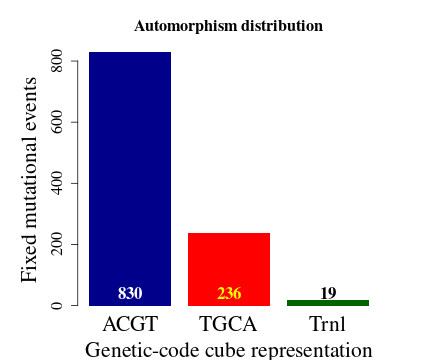 Automorphism distribution
Fixed mutational events
800
600
400
200
0
830
236
19
ACGT
TGCA
Trnl
Genetic-code cube representation